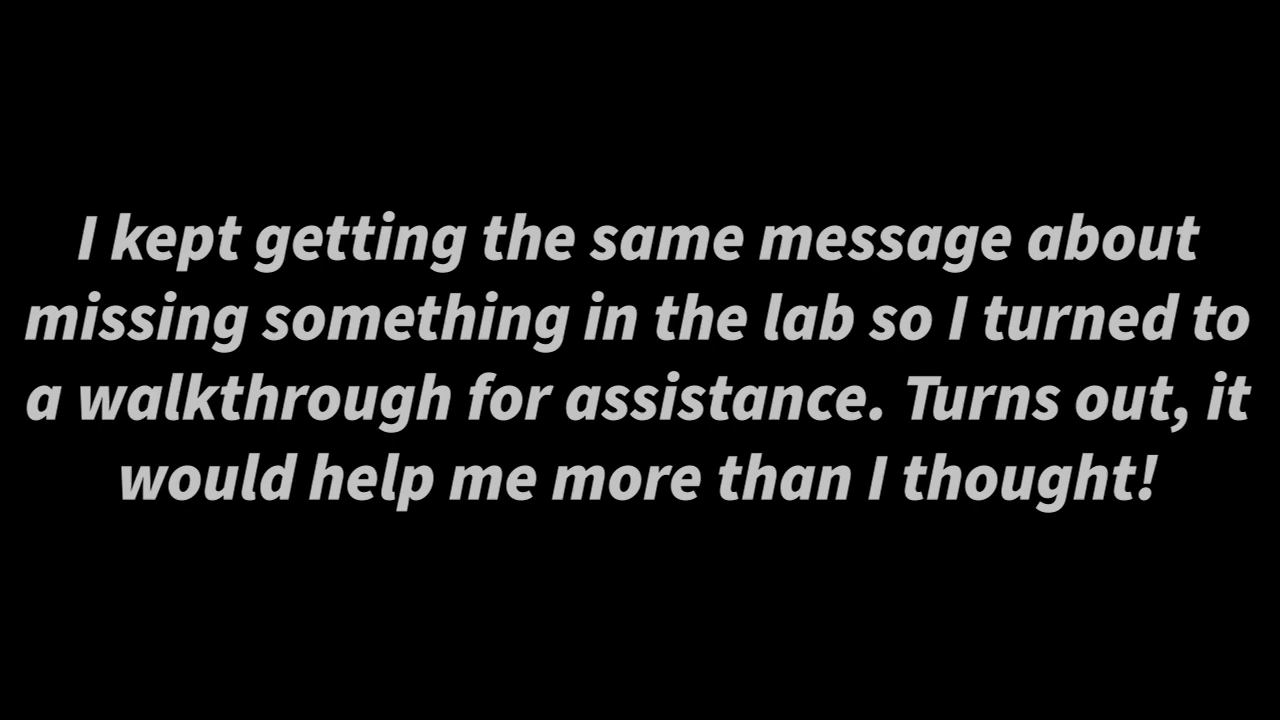 I kept getting the same message about
missing something in the lab so I turned to
a walkthrough for assistance. Turns out, it
would help me more than I thought!